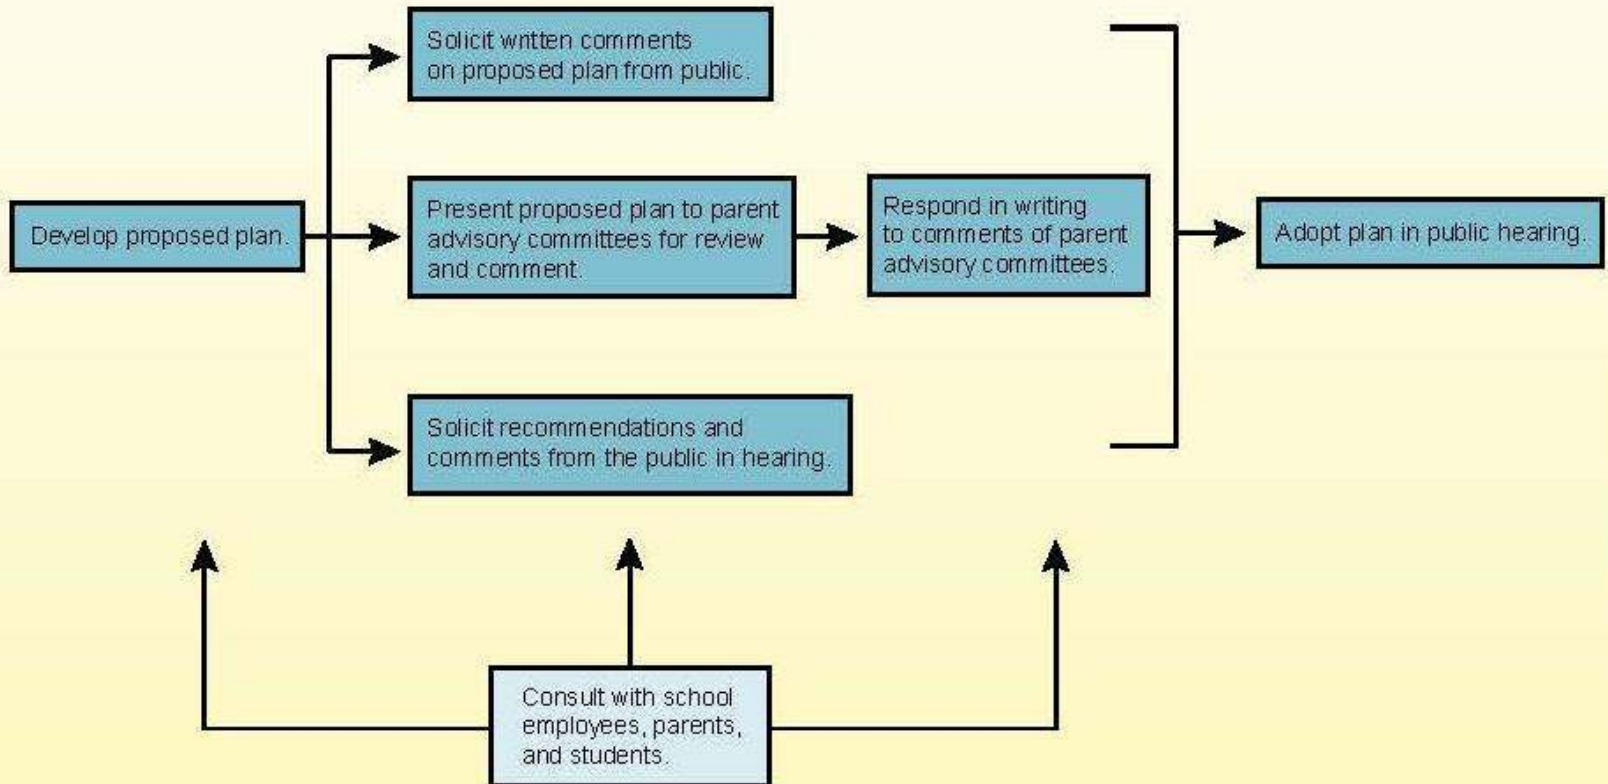 Solicit written comments
on proposed plan from public.
Develop proposed plan.
Present proposed plan to parent
advisory committees for review
and comment.
Respond in writing
to comments of parent
advisory committees.
Adopt plan in public hearing.
Solicit recommendations and
comments from the public in hearing.
Consult with school
employees, parents,
and students.